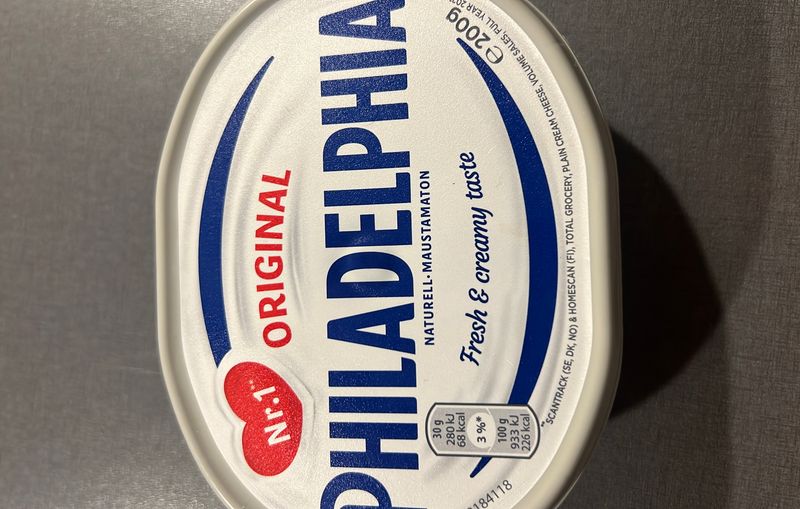 Nr.1**
ORIGINAL
PHILADELPHIA
NATURELL · MAUSTAMATON
Fresh & creamy taste
30 g
280 kJ
68 kcal
3 %*
100 g
933 kJ
226 kcal
℮200g
**SCANTRACK (SE, DK, NO) & HOMESCAN (FI), TOTAL GROCERY, PLAIN CREAM CHEESE, VOLUME SALES, FULL YEAR
184118